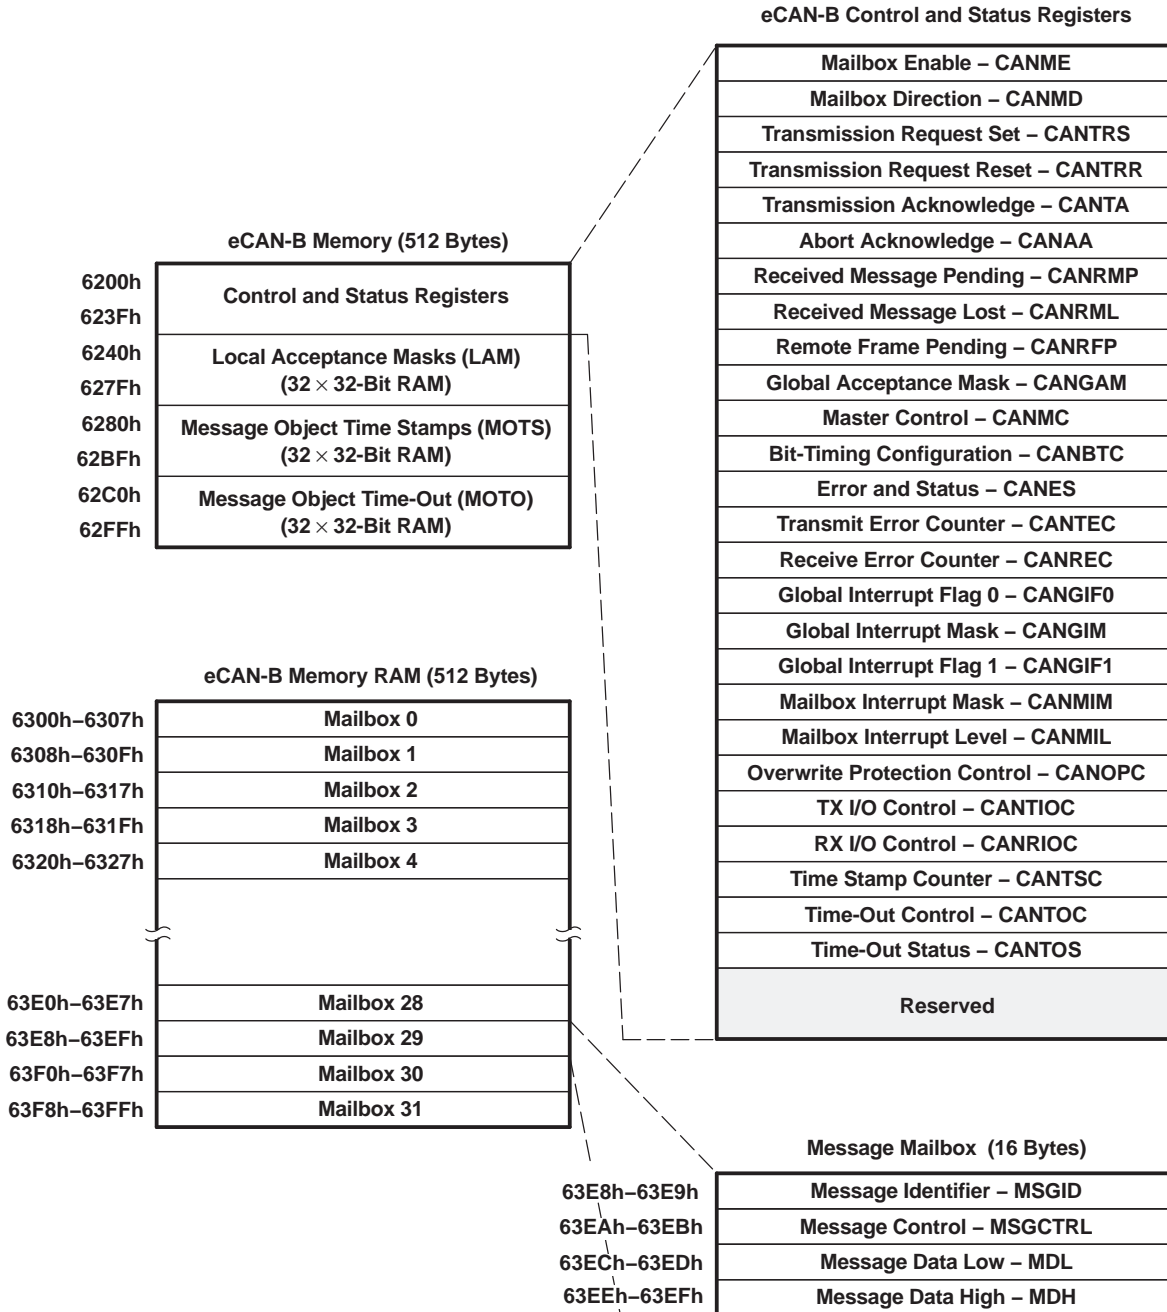 eCAN-B Control and Status Registers
Mailbox Enable – CANME
Mailbox Direction – CANMD
Transmission Request Set – CANTRS
Transmission Request Reset – CANTRR
Transmission Acknowledge – CANTA
Abort Acknowledge – CANAA
Received Message Pending – CANRMP
Received Message Lost – CANRML
Remote Frame Pending – CANRFP
Global Acceptance Mask – CANGAM
Master Control – CANMC
Bit-Timing Configuration – CANBTC
Error and Status – CANES
Transmit Error Counter – CANTEC
Receive Error Counter – CANREC
Global Interrupt Flag 0 – CANGIF0
Global Interrupt Mask – CANGIM
Global Interrupt Flag 1 – CANGIF1
Mailbox Interrupt Mask – CANMIM
Mailbox Interrupt Level – CANMIL
Overwrite Protection Control – CANOPC
TX I/O Control – CANTIOC
RX I/O Control – CANRIOC
Time Stamp Counter – CANTSC
Time-Out Control – CANTOC
Time-Out Status – CANTOS
Reserved
eCAN-B Memory (512 Bytes)
6200h
Control and Status Registers
623Fh
6240h
Local Acceptance Masks (LAM)
(32 × 32-Bit RAM)
627Fh
6280h
Message Object Time Stamps (MOTS)
(32 × 32-Bit RAM)
62BFh
62C0h
Message Object Time-Out (MOTO)
(32 × 32-Bit RAM)
62FFh
eCAN-B Memory RAM (512 Bytes)
6300h–6307h Mailbox 0
6308h–630Fh Mailbox 1
6310h–6317h Mailbox 2
6318h–631Fh Mailbox 3
6320h–6327h Mailbox 4
63E0h–63E7h Mailbox 28
63E8h–63EFh Mailbox 29
63F0h–63F7h Mailbox 30
63F8h–63FFh Mailbox 31
Message Mailbox (16 Bytes)
63E8h–63E9h Message Identifier – MSGID
63EAh–63EBh Message Control – MSGCTRL
63ECh–63EDh Message Data Low – MDL
63EEh–63EFh Message Data High – MDH